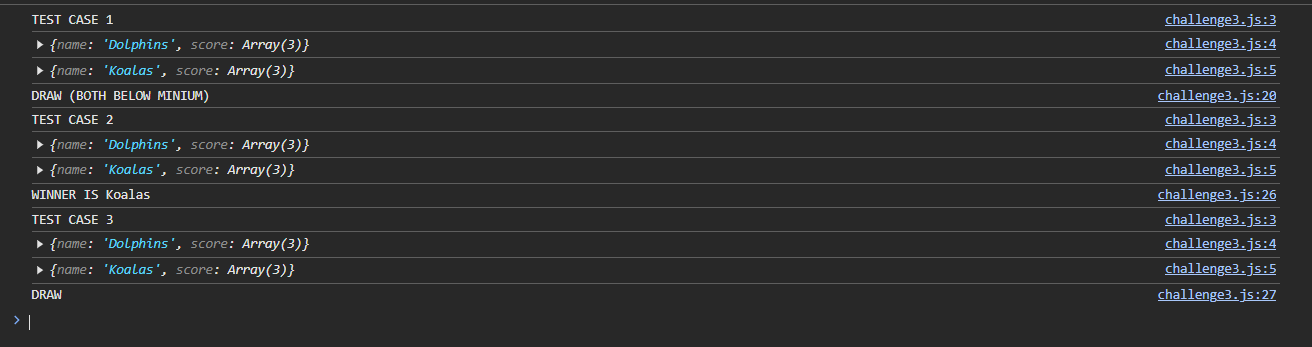 TEST CASE 1 challenge3.js:3
▶ {name: 'Dolphins', score: Array(3)} challenge3.js:4
▶ {name: 'Koalas', score: Array(3)} challenge3.js:5
DRAW (BOTH BELOW MINIUM) challenge3.js:20
TEST CASE 2 challenge3.js:3
▶ {name: 'Dolphins', score: Array(3)} challenge3.js:4
▶ {name: 'Koalas', score: Array(3)} challenge3.js:5
WINNER IS Koalas challenge3.js:26
TEST CASE 3 challenge3.js:3
▶ {name: 'Dolphins', score: Array(3)} challenge3.js:4
▶ {name: 'Koalas', score: Array(3)} challenge3.js:5
DRAW challenge3.js:27
>